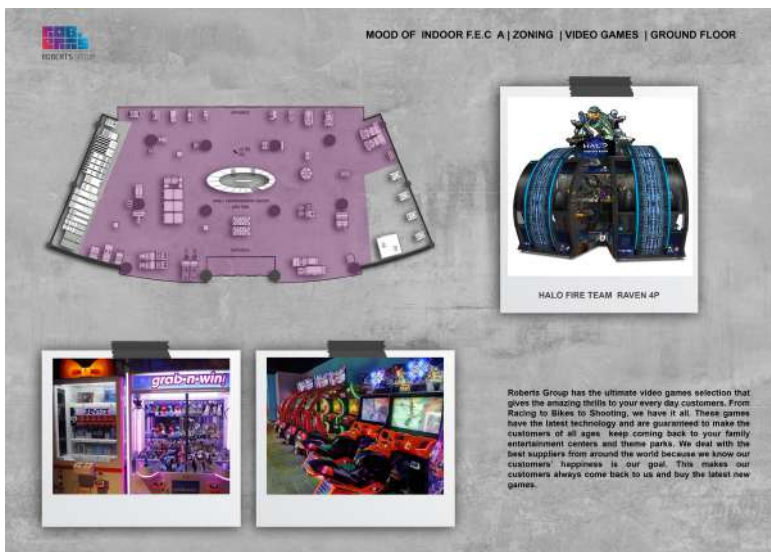 ROBERTS GROUP
MOOD OF INDOOR F.E.C A | ZONING | VIDEO GAMES | GROUND FLOOR
HALO
HALO FIRE TEAM RAVEN 4P
grab-n-win
Roberts Group has the ultimate video games selection that
gives the amazing thrills to your every day customers. From
Racing to Bikes to Shooting, we have it all. These games
have the latest technology and are guaranteed to make the
customers of all ages keep coming back to your family
entertainment centers and theme parks. We deal with the
best suppliers from around the world because we know our
customers' happiness is our goal. This makes our
customers always come back to us and buy the latest new
games.